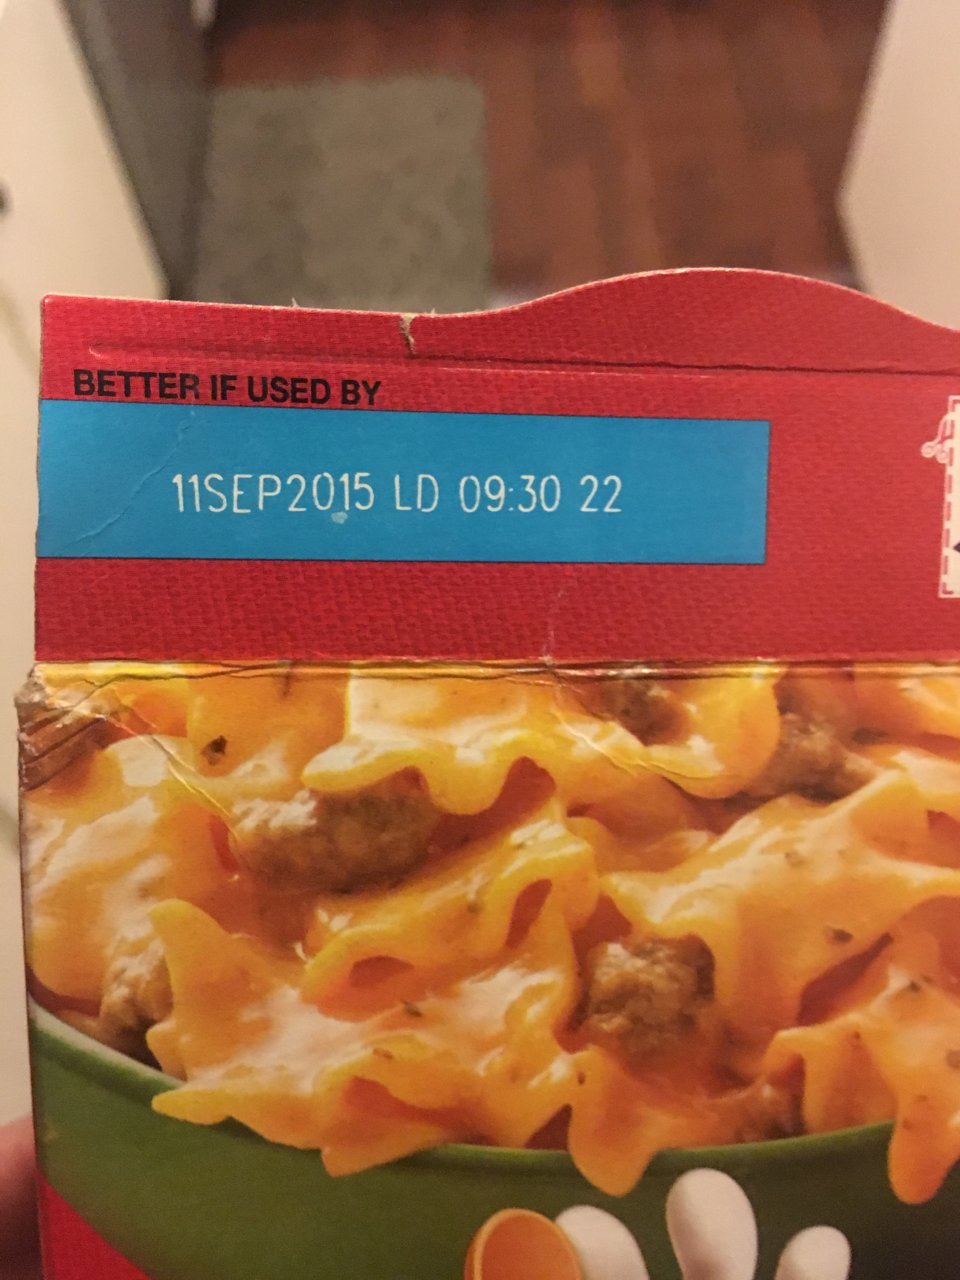 BETTER IF USED BY
11SEP2015 LD 09:30 22